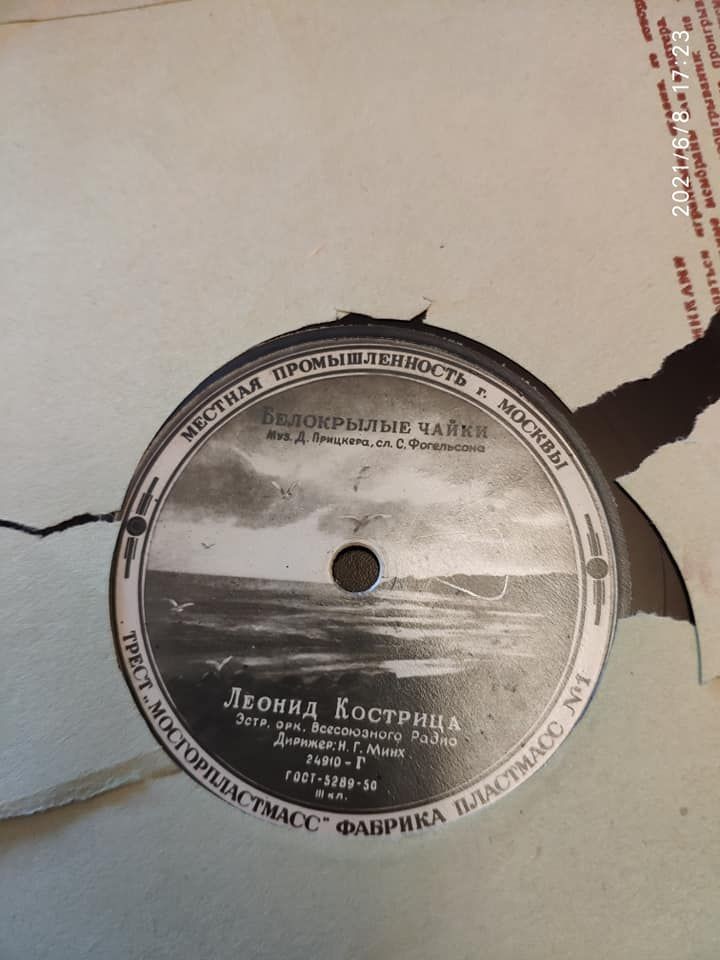 2021/6/8 17:23
МЕСТНАЯ ПРОМЫШЛЕННОСТЬ г. МОСКВЫ
БЕЛОКРЫЛЫЕ ЧАЙКИ
Муз. Д. Прицкера, сл. С. Фогельсона
ЛЕОНИД КОСТРИЦА
Эстр. орк. Всесоюзного Радио
Дирижер: Н. Г. Минх
24910-Г
ГОСТ-5289-50
III кл.
ТРЕСТ „МОСГОРПЛАСТМАСС" ФАБРИКА ПЛАСТМАСС №1